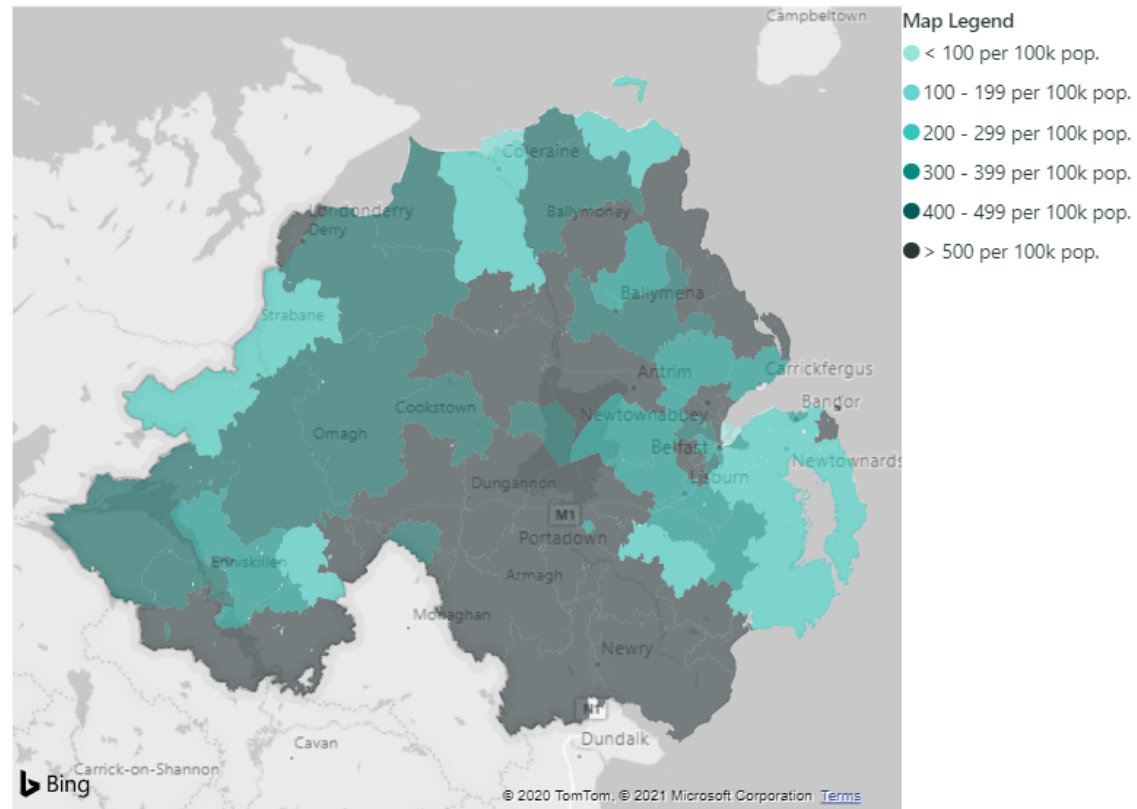 Campbeltown
Map Legend
< 100 per 100k pop.
100 - 199 per 100k pop.
200 - 299 per 100k pop.
300 - 399 per 100k pop.
400 - 499 per 100k pop.
> 500 per 100k pop.
Coleraine
Londonderry
Derry
Ballymoney
Ballymena
Strabane
Antrim
Carrickfergus
Bangor
Cookstown
Newtownabbey
Omagh
Belfast
Newtownards
Lisburn
Dungannon
M1
Portadown
Enniskillen
Armagh
Monaghan
Newry
N1
Dundalk
Cavan
Carrick-on-Shannon
Bing
© 2020 TomTom, © 2021 Microsoft Corporation Terms